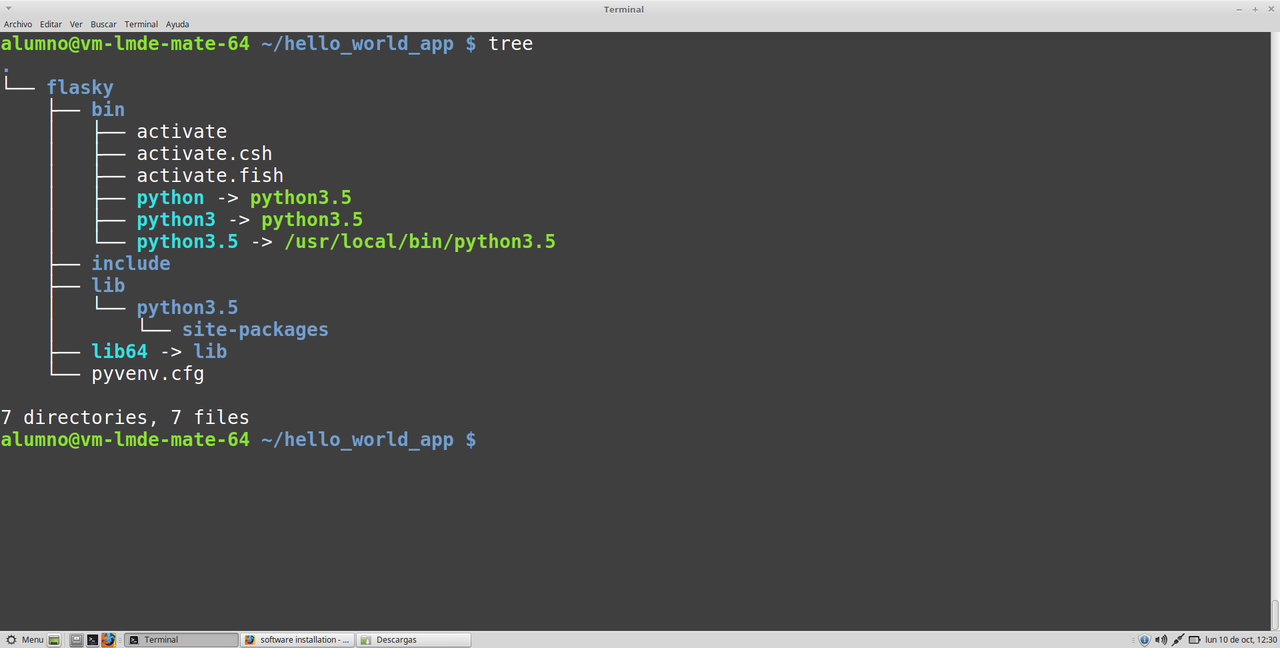 Terminal
Archivo Editar Ver Buscar Terminal Ayuda
alumno@vm-lmde-mate-64 ~/hello_world_app $ tree
.
└── flasky
    ├── bin
    │   ├── activate
    │   ├── activate.csh
    │   ├── activate.fish
    │   ├── python -> python3.5
    │   ├── python3 -> python3.5
    │   └── python3.5 -> /usr/local/bin/python3.5
    ├── include
    ├── lib
    │   └── python3.5
    │       └── site-packages
    ├── lib64 -> lib
    └── pyvenv.cfg

7 directories, 7 files
alumno@vm-lmde-mate-64 ~/hello_world_app $
Menu Terminal software installation - ... Descargas lun 10 de oct, 12:30